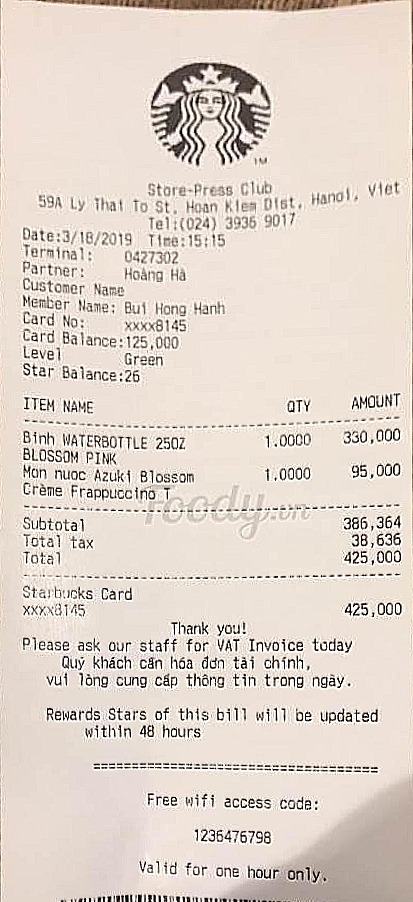 TM
Store-Press Club
59A Ly Thai To St, Hoan Kiem Dist, Hanoi, Viet
Tel:(024) 3936 9017
Date:3/18/2019 Time:15:15
Terminal: 0427302
Partner: Hoàng Hà
Customer Name
Member Name: Bui Hong Hanh
Card No: xxxx8145
Card Balance:125,000
Level Green
Star Balance:26
ITEM NAME QTY AMOUNT
Binh WATERBOTTLE 25OZ 1.0000 330,000
BLOSSOM PINK
Mon nuoc Azuki Blossom 1.0000 95,000
Crème Frappuccino T
Foody.vn
Subtotal 386,364
Total tax 38,636
Total 425,000
Starbucks Card
xxxx8145 425,000
Thank you!
Please ask our staff for VAT Invoice today
Quý khách cần hóa đơn tài chính,
vui lòng cung cấp thông tin trong ngày.
Rewards Stars of this bill will be updated
within 48 hours
====================================
Free wifi access code:
1236476798
Valid for one hour only.